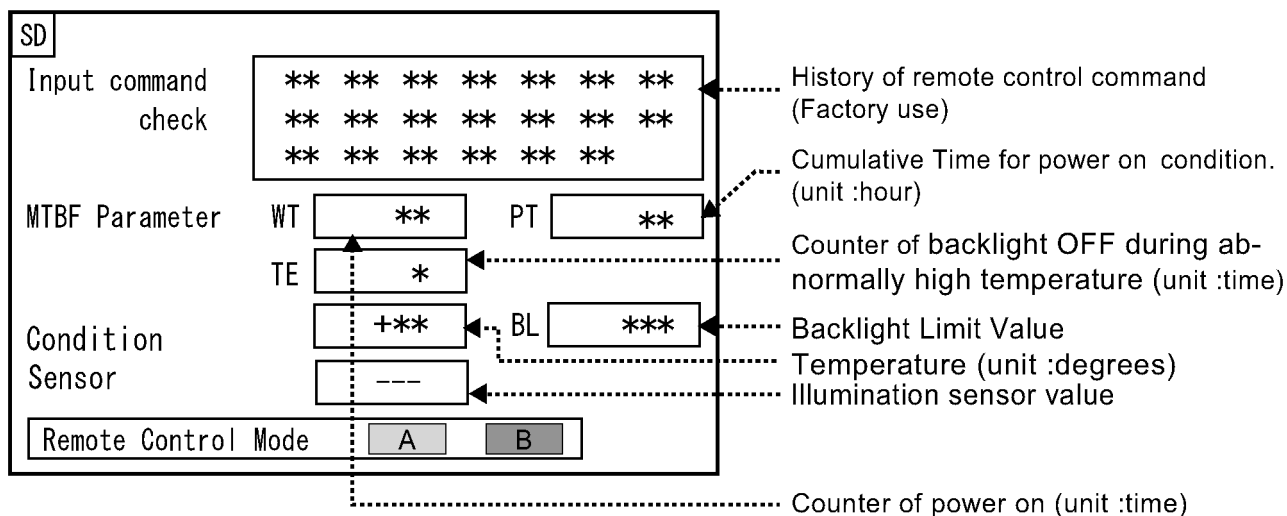 SD
Input command check
** ** ** ** ** ** **
** ** ** ** ** ** **
** ** ** ** ** **
History of remote control command
(Factory use)
Cumulative Time for power on condition.
(unit :hour)
MTBF Parameter WT ** PT **
TE *
Counter of backlight OFF during ab-
normally high temperature (unit :time)
Condition +** BL ***
Backlight Limit Value
Temperature (unit :degrees)
Sensor ---
Illumination sensor value
Remote Control Mode A B
Counter of power on (unit :time)